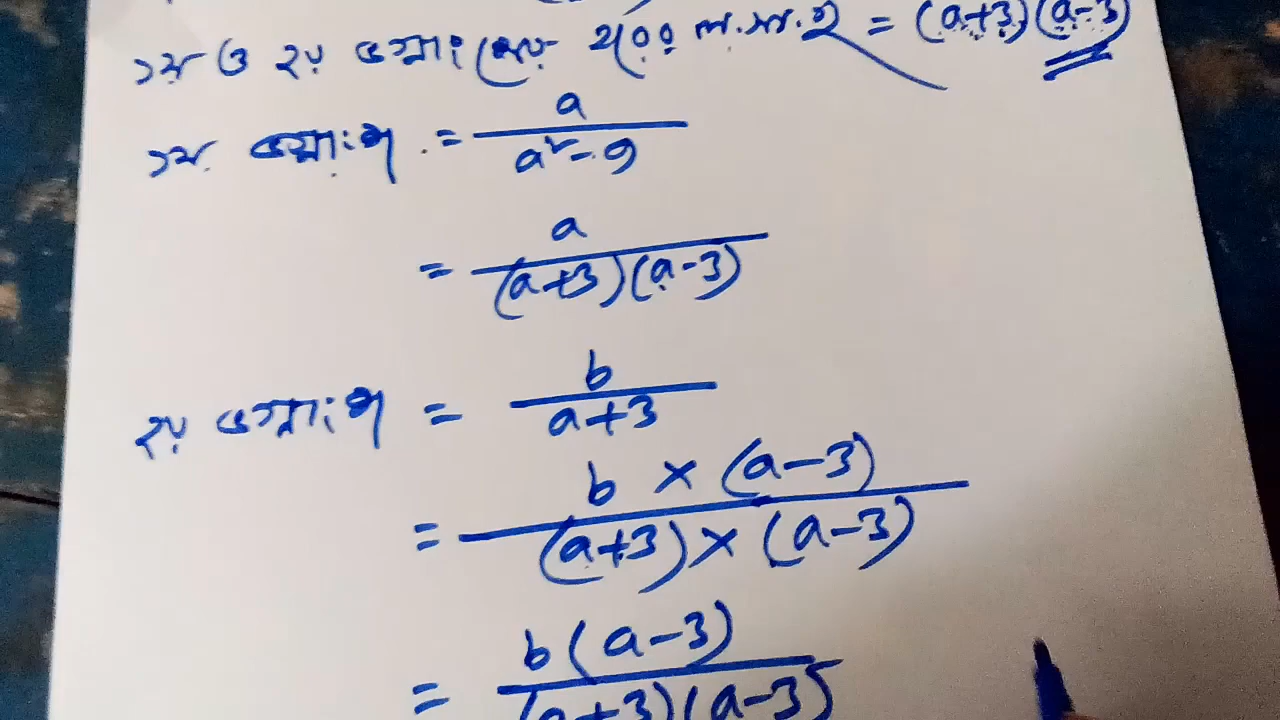 ১ম ও ২য় ভগ্নাংশের হরের ল.সা.গু = (a+3)(a-3)
১ম ভগ্নাংশ = a/(a²-৯)
= a/((a+3)(a-3))
২য় ভগ্নাংশ = b/(a+3)
= (b × (a-3))/((a+3) × (a-3))
= (b(a-3))/((a+3)(a-3))